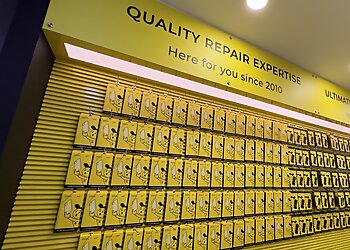 QUALITY REPAIR EXPERTISE
Here for you since 2010